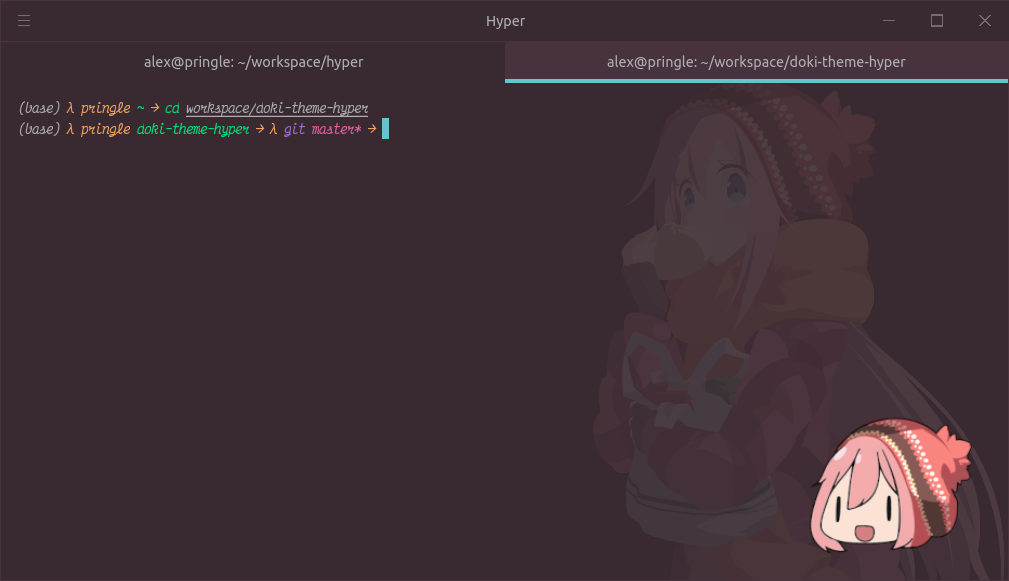 Hyper
alex@pringle: ~/workspace/hyper
alex@pringle: ~/workspace/doki-theme-hyper
(base) λ pringle ~ → cd workspace/doki-theme-hyper
(base) λ pringle doki-theme-hyper → λ git master* →